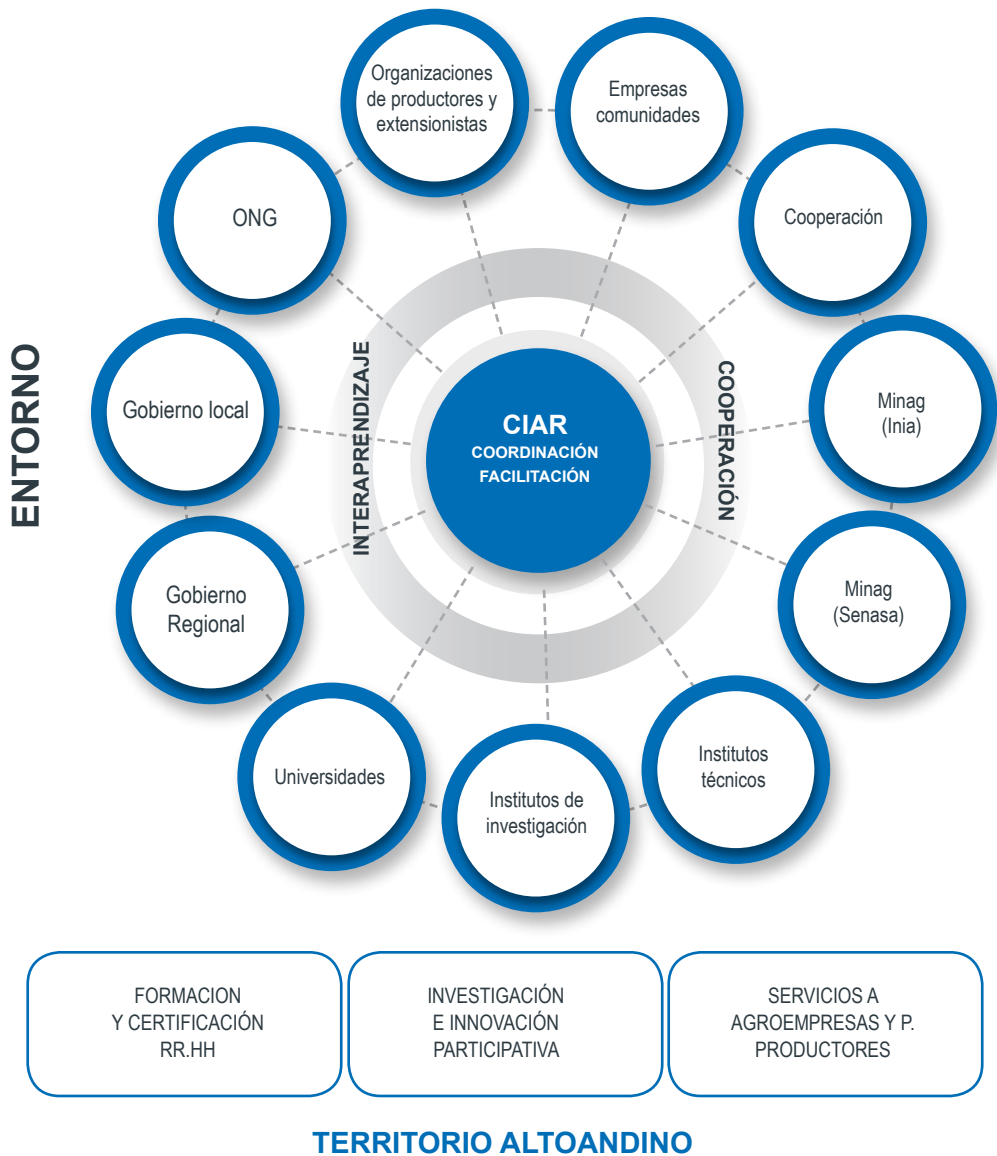 Organizaciones
de productores y
extensionistas
Empresas
comunidades
ONG
Cooperación
ENTORNO
Gobierno local
INTERAPRENDIZAJE
CIAR
COORDINACIÓN
FACILITACIÓN
COOPERACIÓN
Minag
(Inia)
Gobierno
Regional
Minag
(Senasa)
Universidades
Institutos de
investigación
Institutos
técnicos
FORMACION
Y CERTIFICACIÓN
RR.HH
INVESTIGACIÓN
E INNOVACIÓN
PARTICIPATIVA
SERVICIOS A
AGROEMPRESAS Y P.
PRODUCTORES
TERRITORIO ALTOANDINO